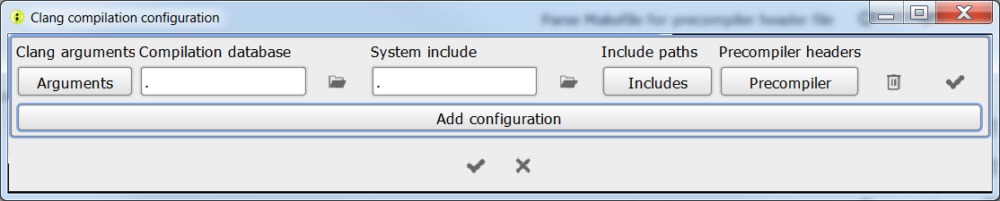 Clang compilation configuration
Parse Makefile for precompiler header file
Clang arguments Compilation database System include Include paths Precompiler headers
Arguments . . Includes Precompiler
Add configuration